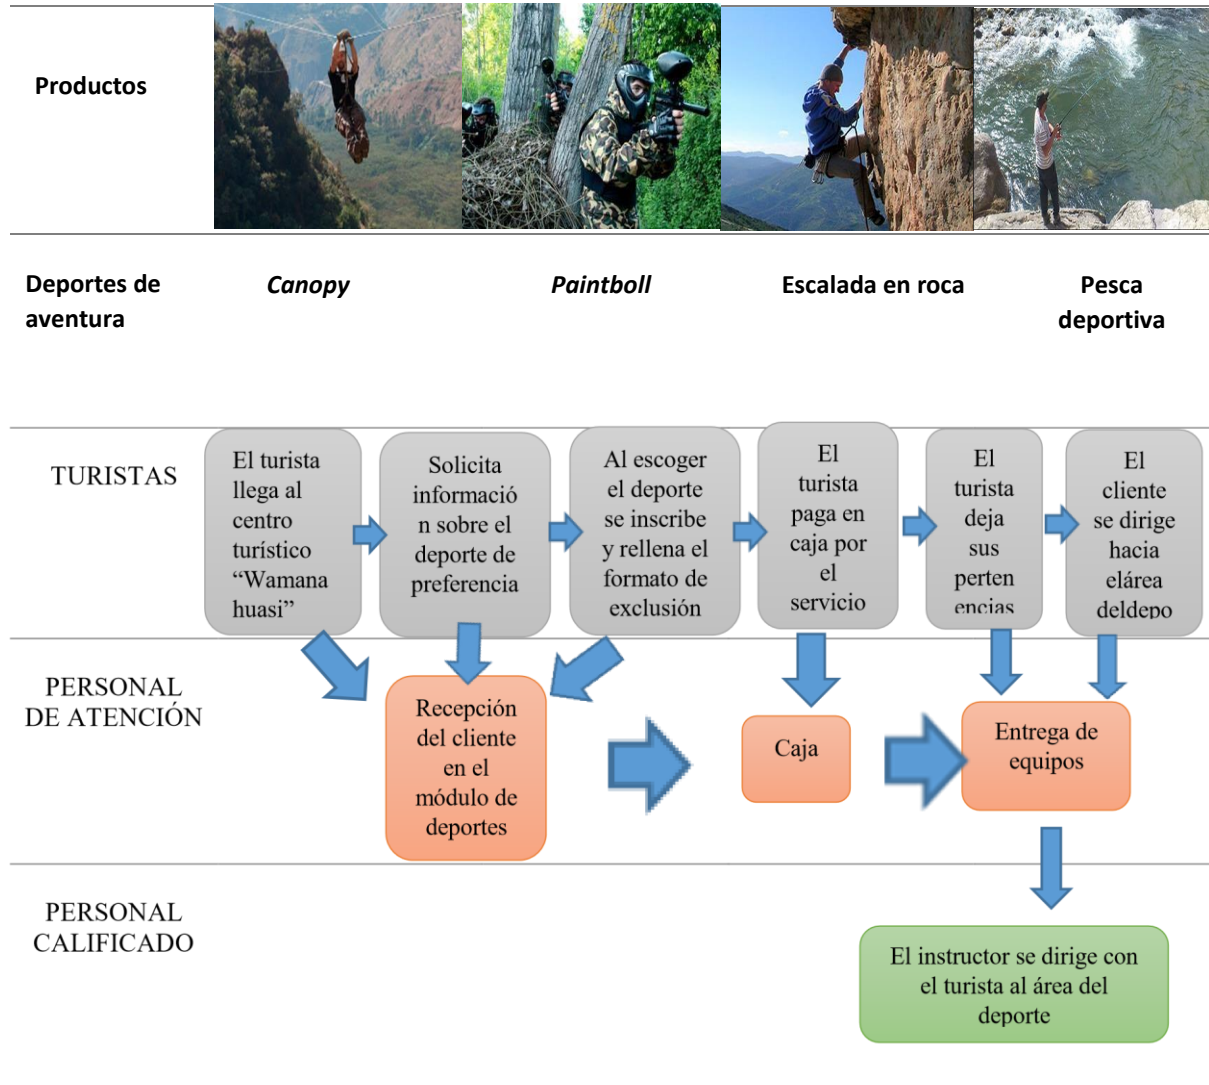 Productos
Deportes de
aventura
Canopy
Paintboll
Escalada en roca
Pesca
deportiva
TURISTAS
El turista
llega al
centro
turístico
“Wamana
huasi”
Solicita
informació
n sobre el
deporte de
preferencia
Al escoger
el deporte
se inscribe
y rellena el
formato de
exclusión
El
turista
paga en
caja por
el
servicio
El
turista
deja
sus
perten
encias
El
cliente
se dirige
hacia
elárea
deldepo
PERSONAL
DE ATENCIÓN
Recepción
del cliente
en el
módulo de
deportes
Caja
Entrega de
equipos
PERSONAL
CALIFICADO
El instructor se dirige con
el turista al área del
deporte